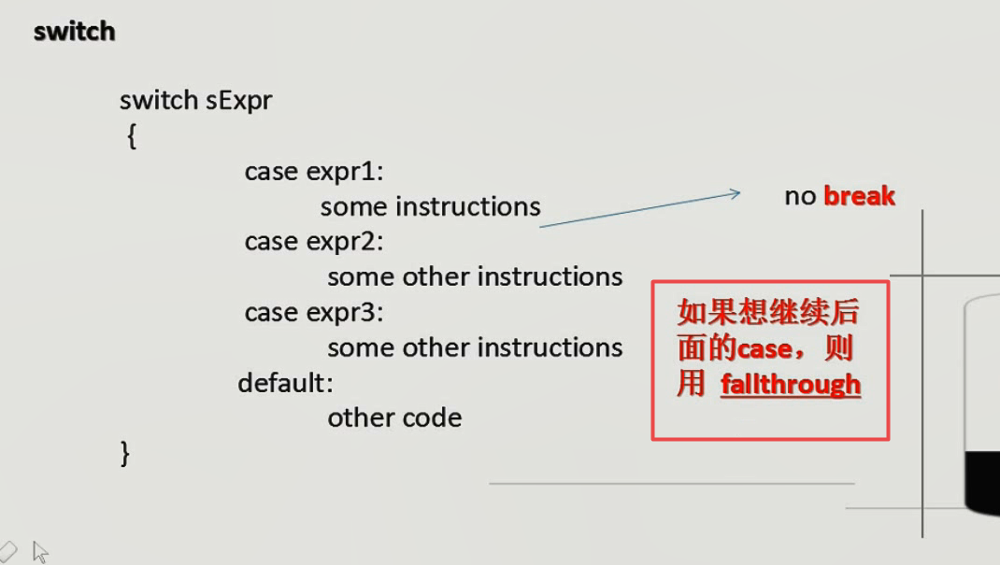 switch
switch sExpr
{
case expr1:
some instructions
no break
case expr2:
some other instructions
case expr3:
some other instructions
default:
other code
}
如果想继续后
面的case， 则
用 fallthrough